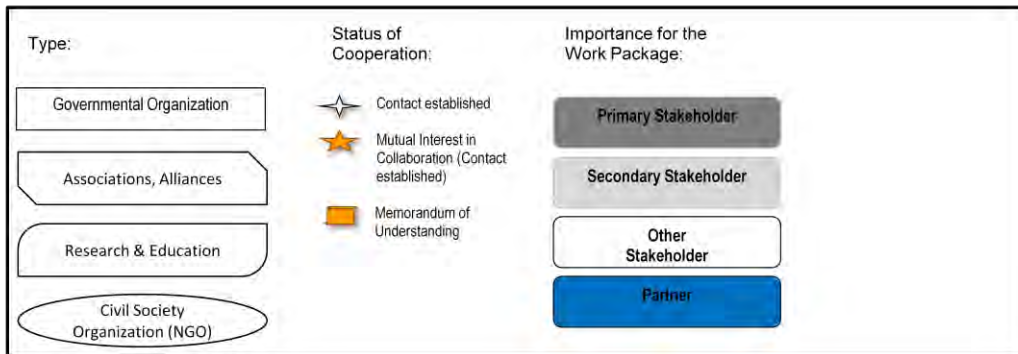 Type:
Governmental Organization
Associations, Alliances
Research & Education
Civil Society
Organization (NGO)
Status of
Cooperation:
Contact established
Mutual Interest in
Collaboration (Contact
established)
Memorandum of
Understanding
Importance for the
Work Package:
Primary Stakeholder
Secondary Stakeholder
Other
Stakeholder
Partner